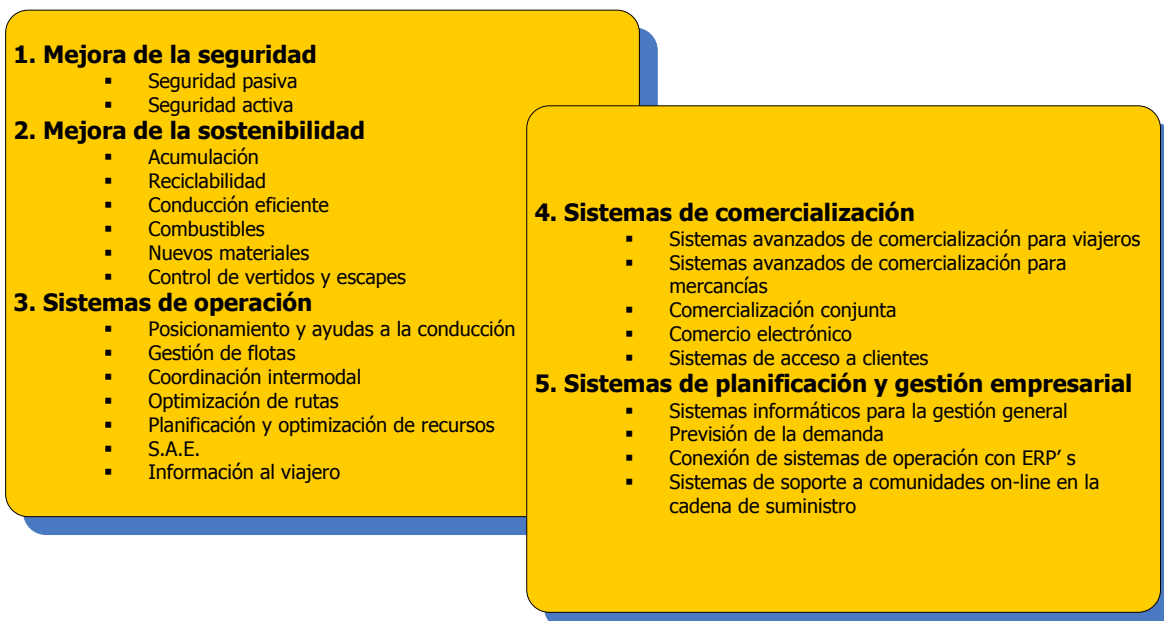 1. Mejora de la seguridad
▪ Seguridad pasiva
▪ Seguridad activa
2. Mejora de la sostenibilidad
▪ Acumulación
▪ Reciclabilidad
▪ Conducción eficiente
▪ Combustibles
▪ Nuevos materiales
▪ Control de vertidos y escapes
3. Sistemas de operación
▪ Posicionamiento y ayudas a la conducción
▪ Gestión de flotas
▪ Coordinación intermodal
▪ Optimización de rutas
▪ Planificación y optimización de recursos
▪ S.A.E.
▪ Información al viajero
4. Sistemas de comercialización
▪ Sistemas avanzados de comercialización para viajeros
▪ Sistemas avanzados de comercialización para
mercancías
▪ Comercialización conjunta
▪ Comercio electrónico
▪ Sistemas de acceso a clientes
5. Sistemas de planificación y gestión empresarial
▪ Sistemas informáticos para la gestión general
▪ Previsión de la demanda
▪ Conexión de sistemas de operación con ERP’ s
▪ Sistemas de soporte a comunidades on-line en la
cadena de suministro